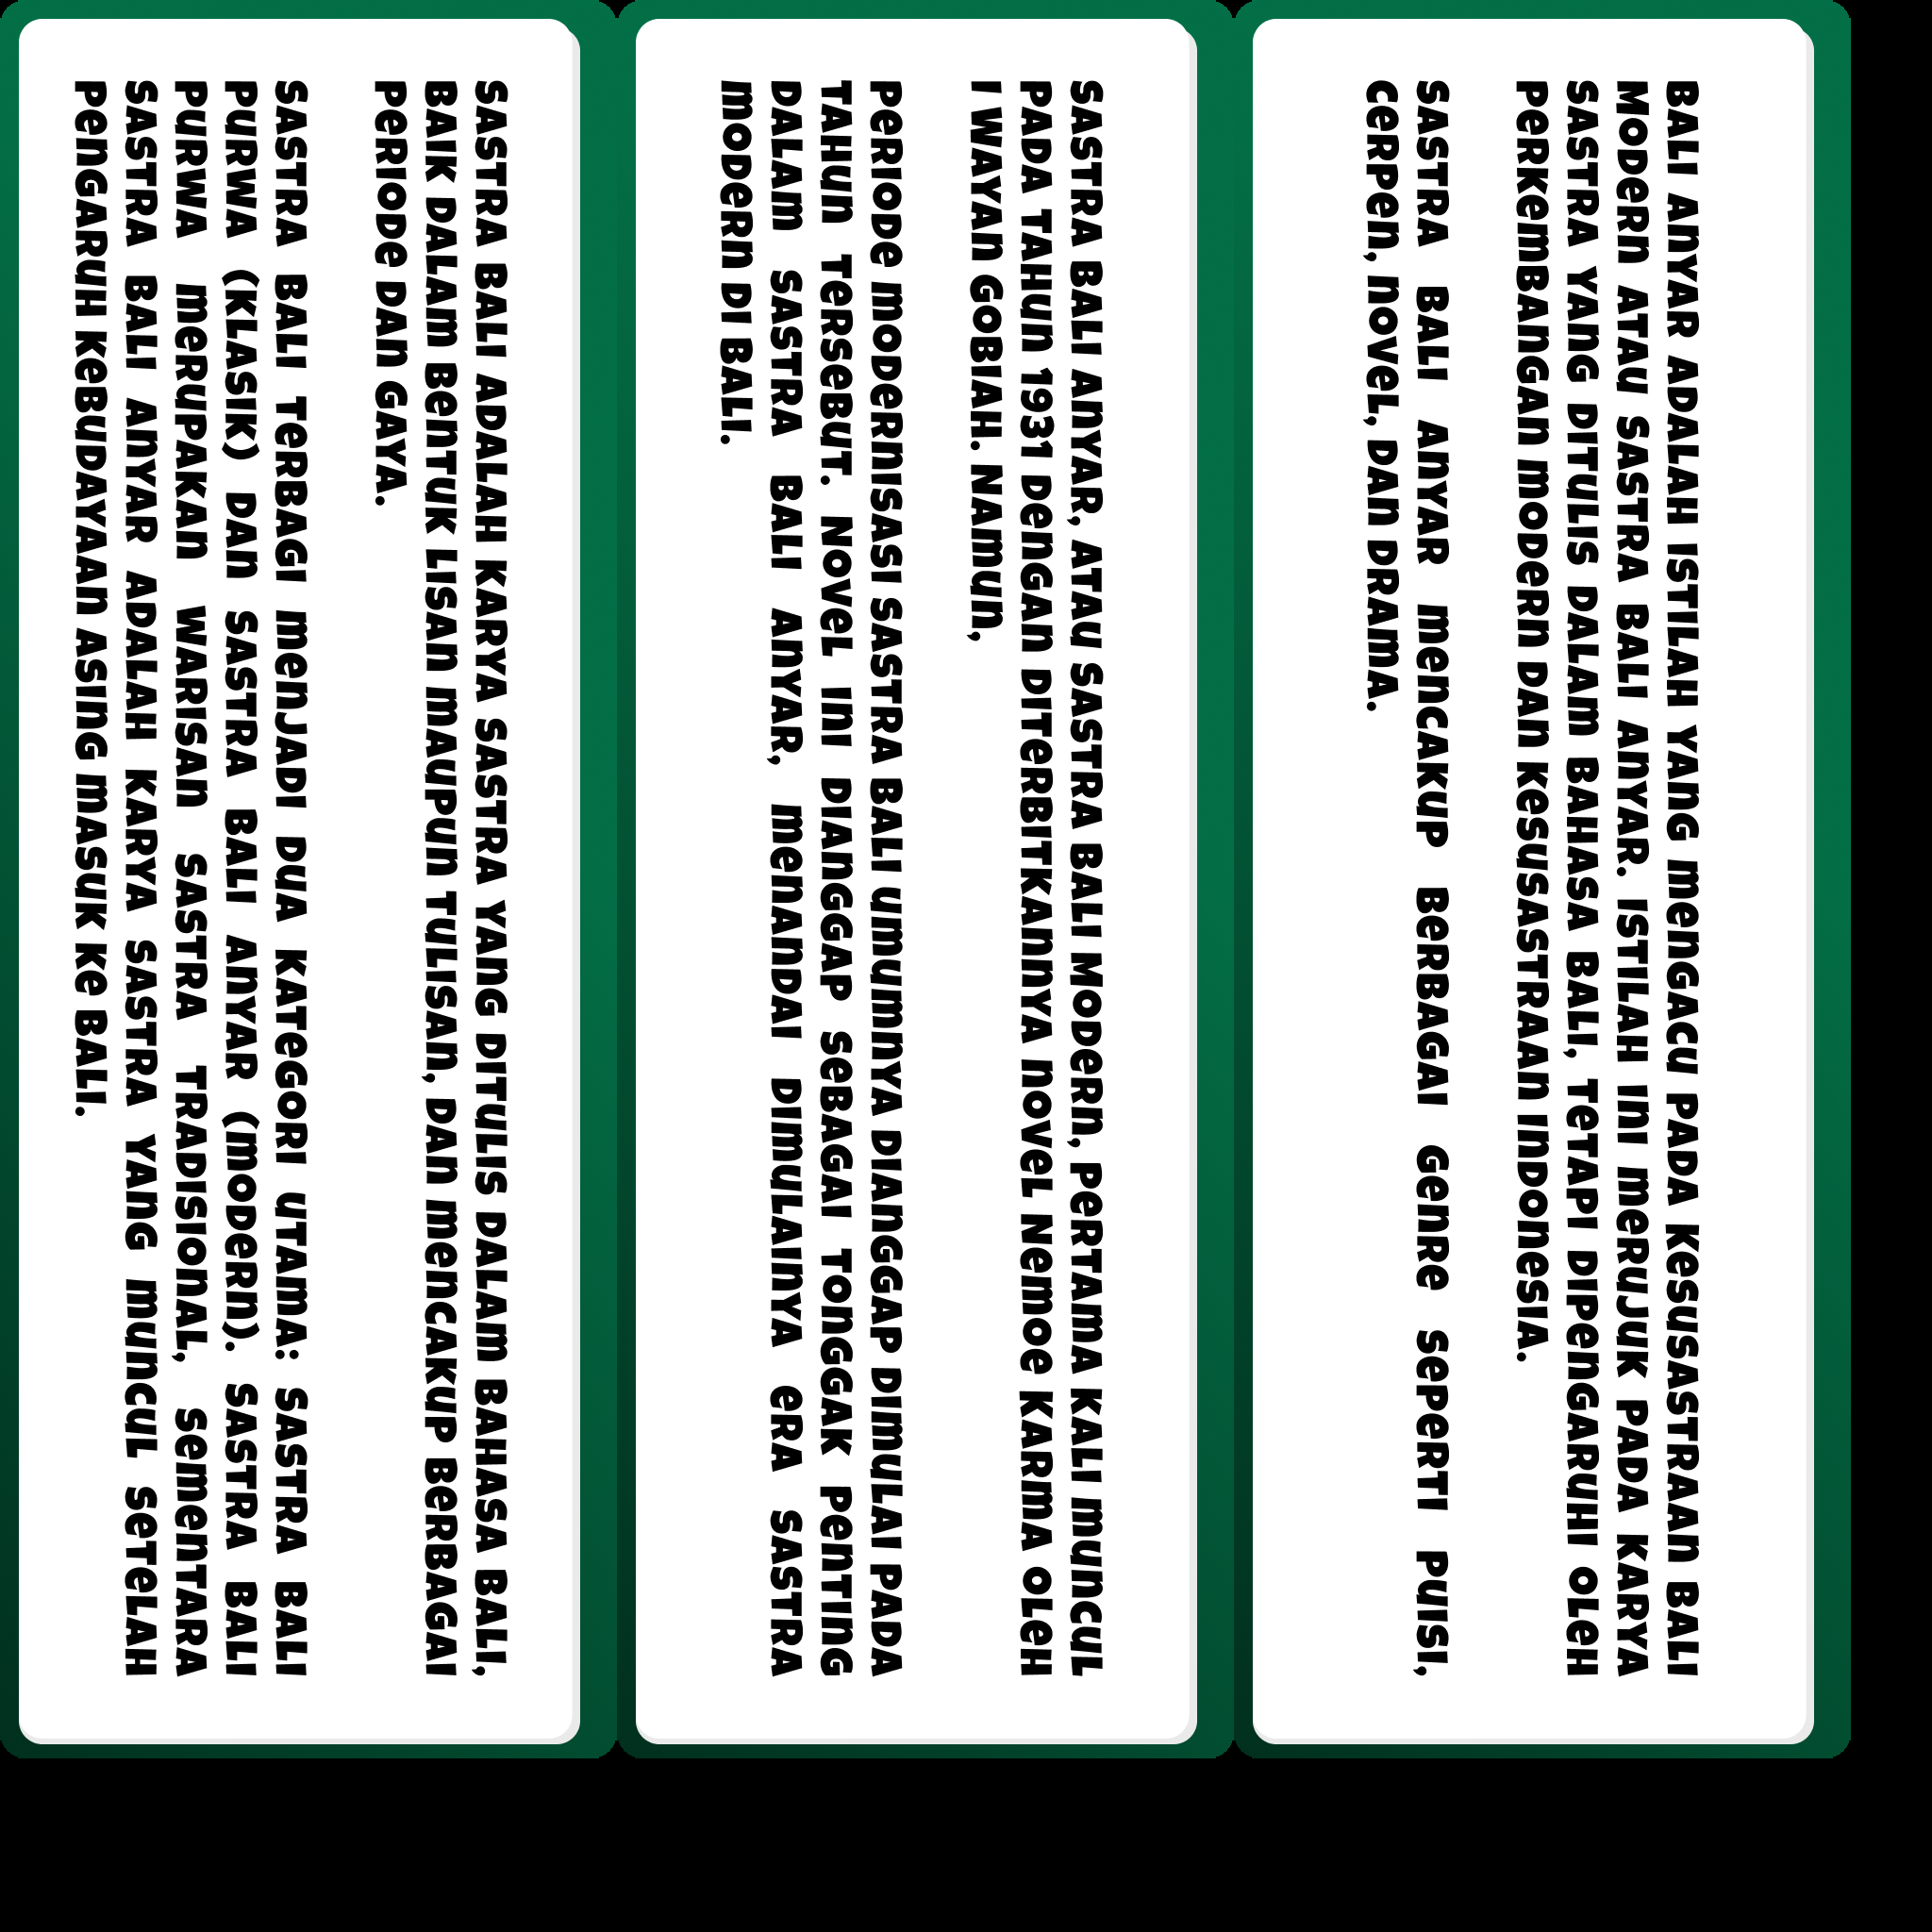 BALI ANYAR ADALAH ISTILAH YANG MENGACU PADA KESUSASTRAAN BALI
MODERN ATAU SASTRA BALI ANYAR. ISTILAH INI MERUJUK PADA KARYA
SASTRA YANG DITULIS DALAM BAHASA BALI, TETAPI DIPENGARUHI OLEH
PERKEMBANGAN MODERN DAN KESUSASTRAAN INDONESIA.
SASTRA BALI ANYAR MENCAKUP BERBAGAI GENRE SEPERTI PUISI,
CERPEN, NOVEL, DAN DRAMA.
SASTRA BALI ANYAR, ATAU SASTRA BALI MODERN, PERTAMA KALI MUNCUL
PADA TAHUN 1931 DENGAN DITERBITKANNYA NOVEL NEMOE KARMA OLEH
I WAYAN GOBIAH. NAMUN,
PERIODE MODERNISASI SASTRA BALI UMUMNYA DIANGGAP DIMULAI PADA
TAHUN TERSEBUT. NOVEL INI DIANGGAP SEBAGAI TONGGAK PENTING
DALAM SASTRA BALI ANYAR, MENANDAI DIMULAINYA ERA SASTRA
MODERN DI BALI.
SASTRA BALI ADALAH KARYA SASTRA YANG DITULIS DALAM BAHASA BALI,
BAIK DALAM BENTUK LISAN MAUPUN TULISAN, DAN MENCAKUP BERBAGAI
PERIODE DAN GAYA.
SASTRA BALI TERBAGI MENJADI DUA KATEGORI UTAMA: SASTRA BALI
PURWA (KLASIK) DAN SASTRA BALI ANYAR (MODERN). SASTRA BALI
PURWA MERUPAKAN WARISAN SASTRA TRADISIONAL, SEMENTARA
SASTRA BALI ANYAR ADALAH KARYA SASTRA YANG MUNCUL SETELAH
PENGARUH KEBUDAYAAN ASING MASUK KE BALI.